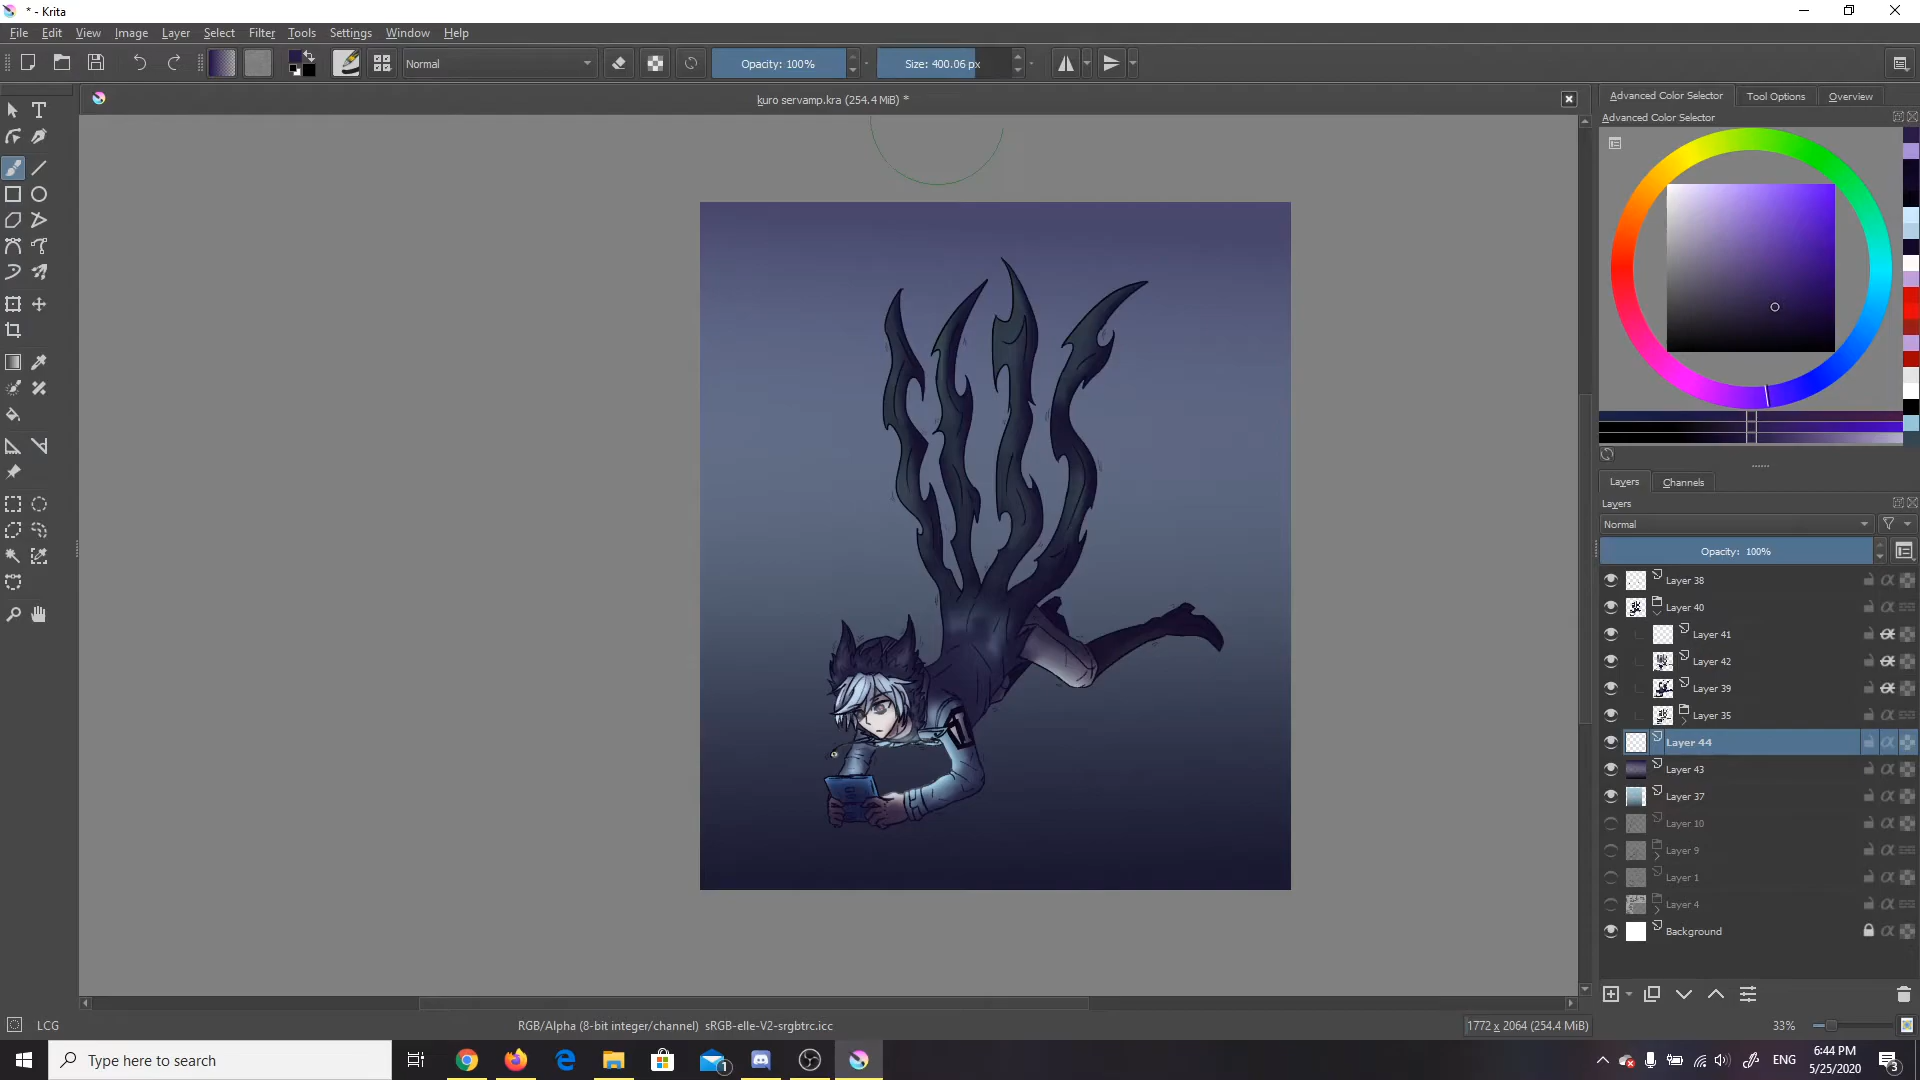 * - Krita
File Edit View Image Layer Select Filter Tools Settings Window Help
Normal
Opacity: 100%
Size: 400.06 px
kuro servamp.kra (254.4 MiB) *
Advanced Color Selector
Tool Options
Overview
Advanced Color Selector
Layers
Channels
Layers
Normal
Opacity: 100%
Layer 38
Layer 40
Layer 41
Layer 42
Layer 39
Layer 35
Layer 44
Layer 43
Layer 37
Layer 10
Layer 9
Layer 1
Layer 4
Background
LCG
RGB/Alpha (8-bit integer/channel) sRGB-elle-V2-srgbtrc.icc
1772 x 2064 (254.4 MiB)
33%
Type here to search
1
ENG
6:44 PM
5/25/2020
3